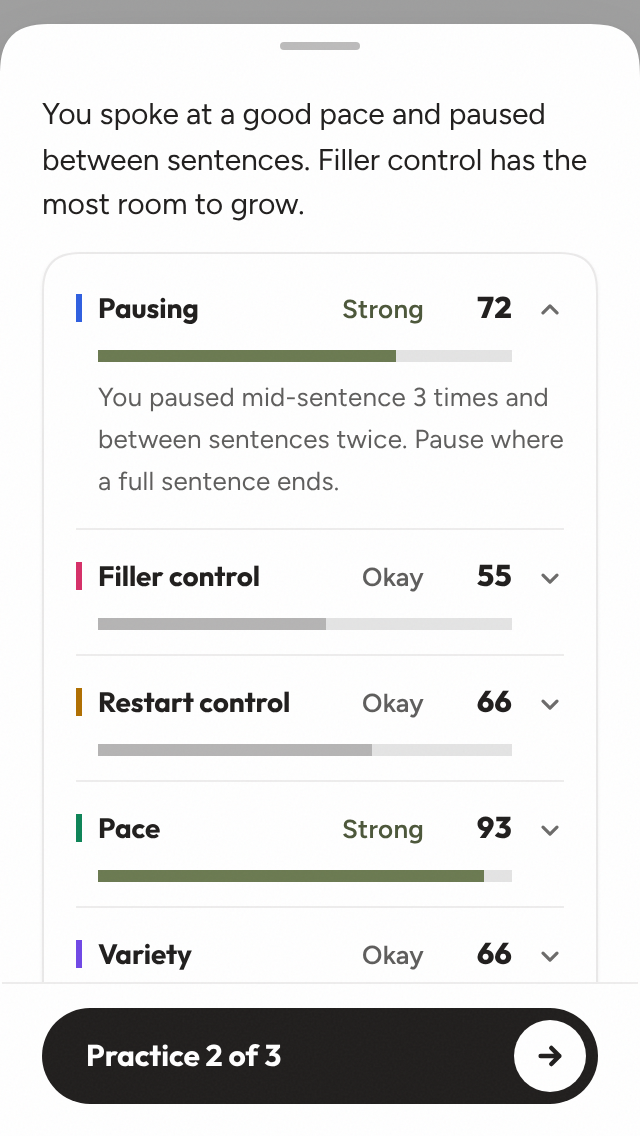 You spoke at a good pace and paused
between sentences. Filler control has the
most room to grow.
Pausing Strong 72
You paused mid-sentence 3 times and
between sentences twice. Pause where
a full sentence ends.
Filler control Okay 55
Restart control Okay 66
Pace Strong 93
Variety Okay 66
Practice 2 of 3